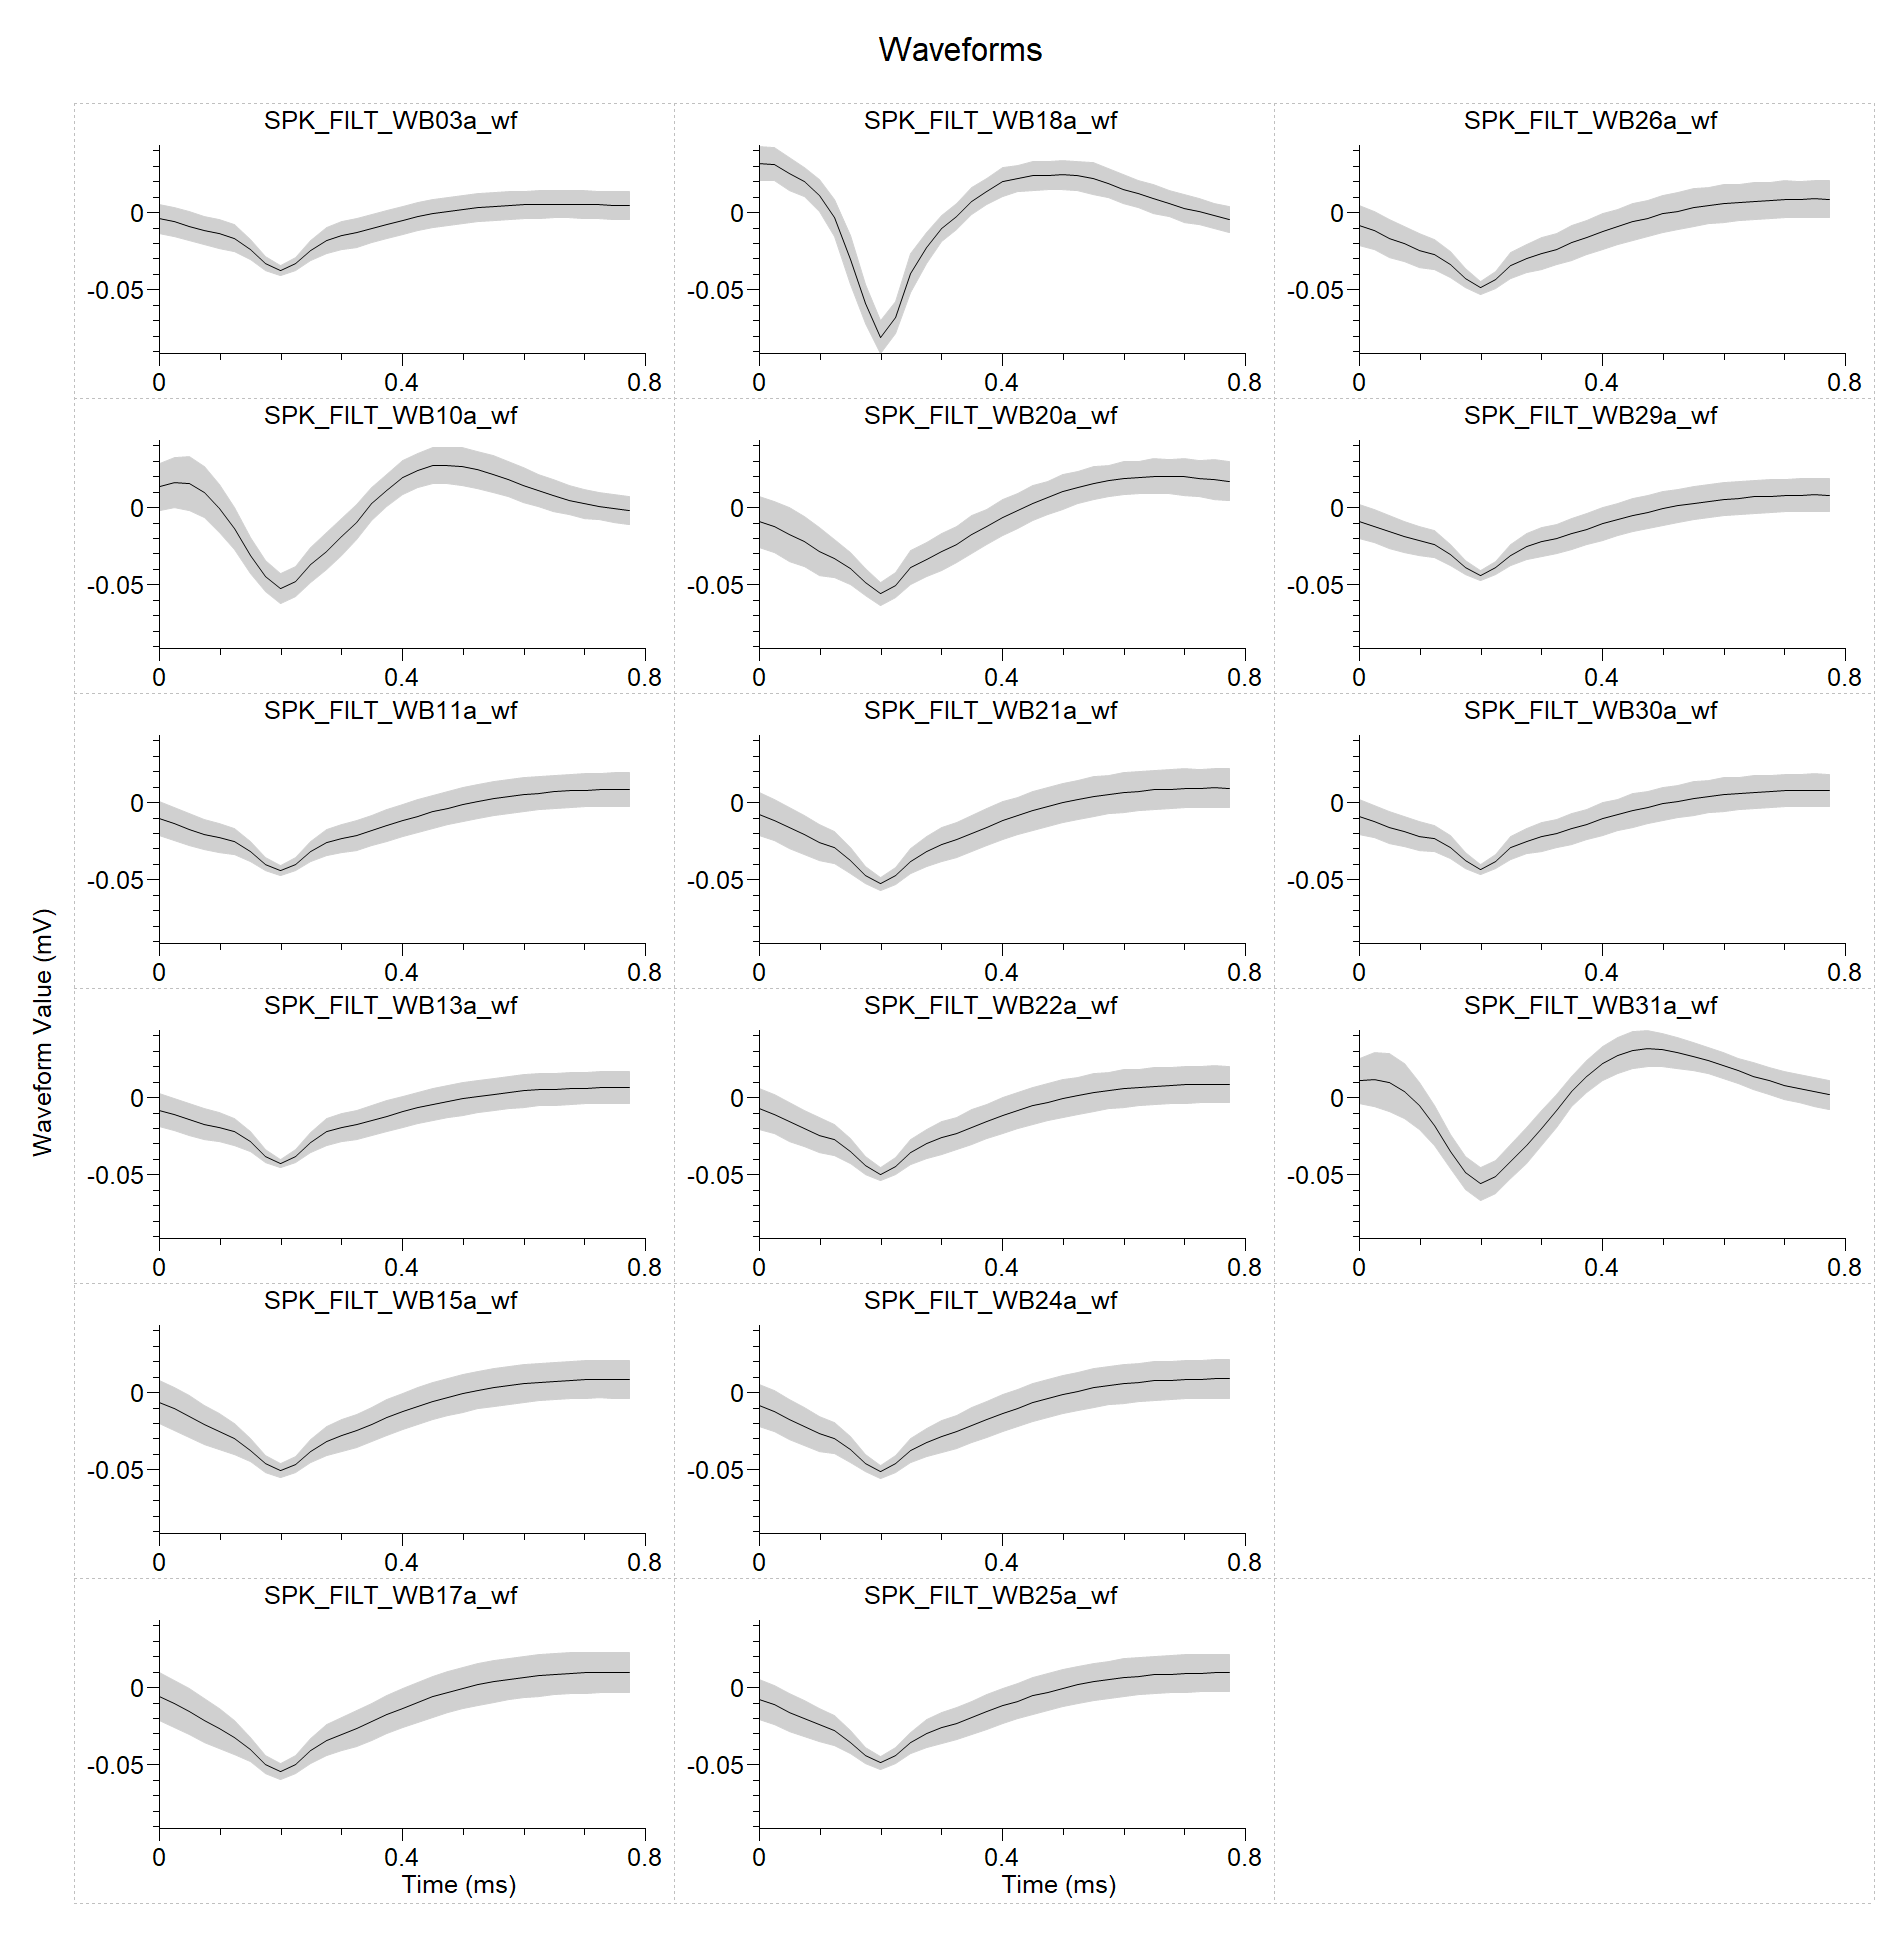 Waveforms
SPK_FILT_WB03a_wf SPK_FILT_WB18a_wf SPK_FILT_WB26a_wf
0 0 0
-0.05 -0.05 -0.05
0 0.4 0.8 0 0.4 0.8 0 0.4 0.8
SPK_FILT_WB10a_wf SPK_FILT_WB20a_wf SPK_FILT_WB29a_wf
0 0 0
-0.05 -0.05 -0.05
0 0.4 0.8 0 0.4 0.8 0 0.4 0.8
SPK_FILT_WB11a_wf SPK_FILT_WB21a_wf SPK_FILT_WB30a_wf
0 0 0
-0.05 -0.05 -0.05
0 0.4 0.8 0 0.4 0.8 0 0.4 0.8
Waveform Value (mV)
SPK_FILT_WB13a_wf SPK_FILT_WB22a_wf SPK_FILT_WB31a_wf
0 0 0
-0.05 -0.05 -0.05
0 0.4 0.8 0 0.4 0.8 0 0.4 0.8
SPK_FILT_WB15a_wf SPK_FILT_WB24a_wf
0 0
-0.05 -0.05
0 0.4 0.8 0 0.4 0.8
SPK_FILT_WB17a_wf SPK_FILT_WB25a_wf
0 0
-0.05 -0.05
0 0.4 0.8 0 0.4 0.8
Time (ms) Time (ms)